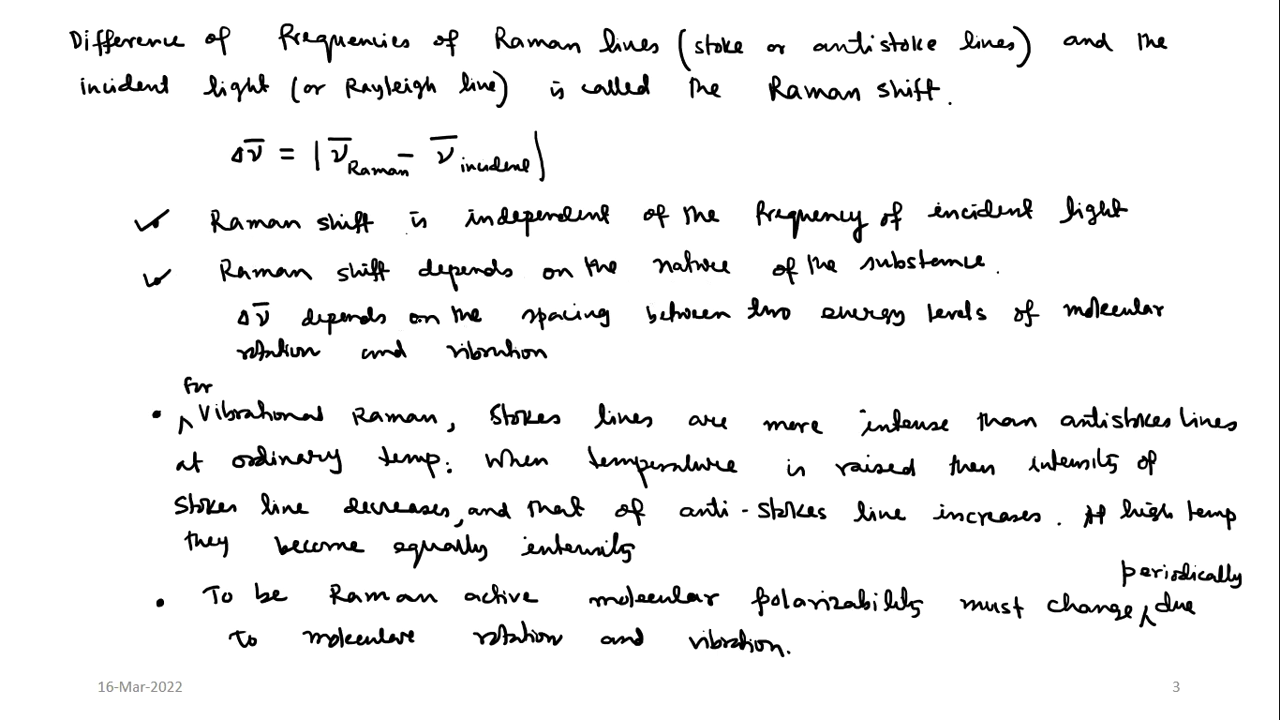 Difference of frequencies of Raman lines (stoke or antistoke lines) and the
incident light (or Rayleigh line) is called the Raman shift.
Δν̅ = |ν̅Raman - ν̅incident|
✓ Raman shift is independent of the frequency of incident light
✓ Raman shift depends on the nature of the substance.
Δν̅ depends on the spacing between two energy levels of molecular
rotation and vibration
• for Vibrational Raman, Stokes lines are more intense than antistokes lines
at ordinary temp. When temperature is raised then intensity of
Stokes line decreases, and that of anti-stokes line increases. At high temp
they become equally intensity
• To be Raman active molecular polarizability must change periodically due
to molecular rotation and vibration.
16-Mar-2022
3